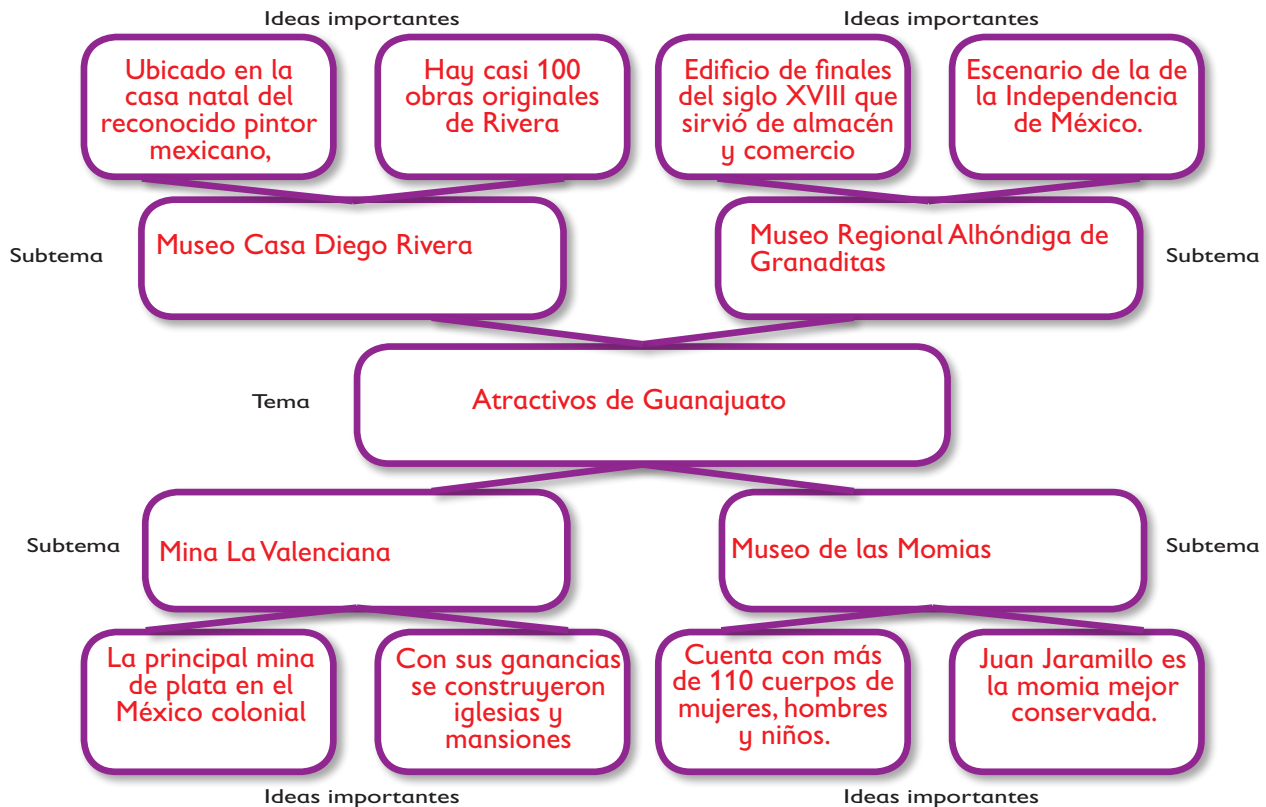 Ideas importantes
Ideas importantes
Ubicado en la
casa natal del
reconocido pintor
mexicano,
Hay casi 100
obras originales
de Rivera
Edificio de finales
del siglo XVIII que
sirvió de almacén
y comercio
Escenario de la de
la Independencia
de México.
Subtema
Museo Casa Diego Rivera
Museo Regional Alhóndiga de
Granaditas
Subtema
Tema
Atractivos de Guanajuato
Subtema
Mina La Valenciana
Museo de las Momias
Subtema
La principal mina
de plata en el
México colonial
Con sus ganancias
se construyeron
iglesias y
mansiones
Cuenta con más
de 110 cuerpos de
mujeres, hombres
y niños.
Juan Jaramillo es
la momia mejor
conservada.
Ideas importantes
Ideas importantes